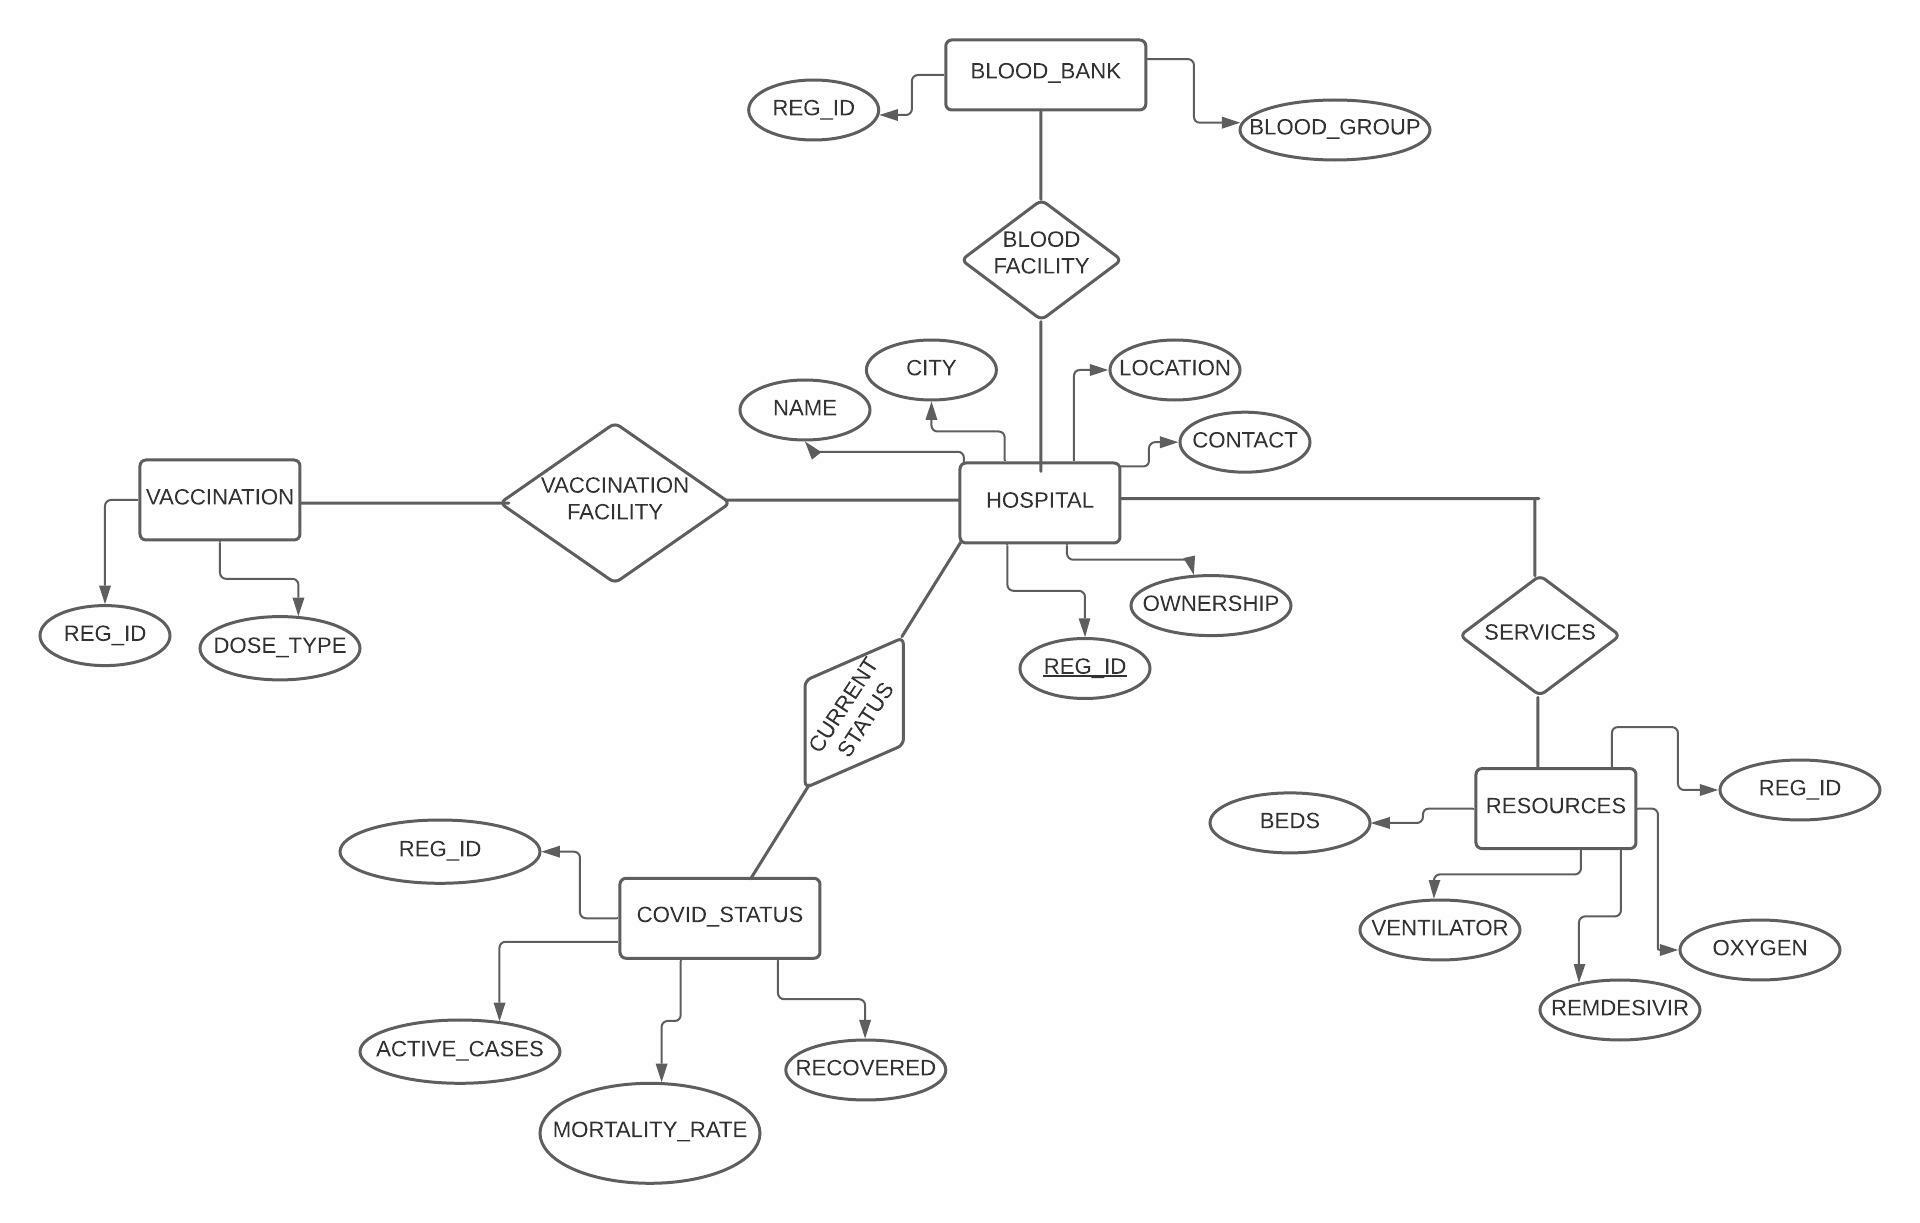 BLOOD_BANK
REG_ID
BLOOD_GROUP
BLOOD
FACILITY
CITY
LOCATION
NAME
CONTACT
VACCINATION
VACCINATION
FACILITY
HOSPITAL
OWNERSHIP
REG_ID
DOSE_TYPE
REG_ID
SERVICES
CURRENT
STATUS
REG_ID
RESOURCES
BEDS
REG_ID
COVID_STATUS
VENTILATOR
OXYGEN
REMDESIVIR
ACTIVE_CASES
RECOVERED
MORTALITY_RATE